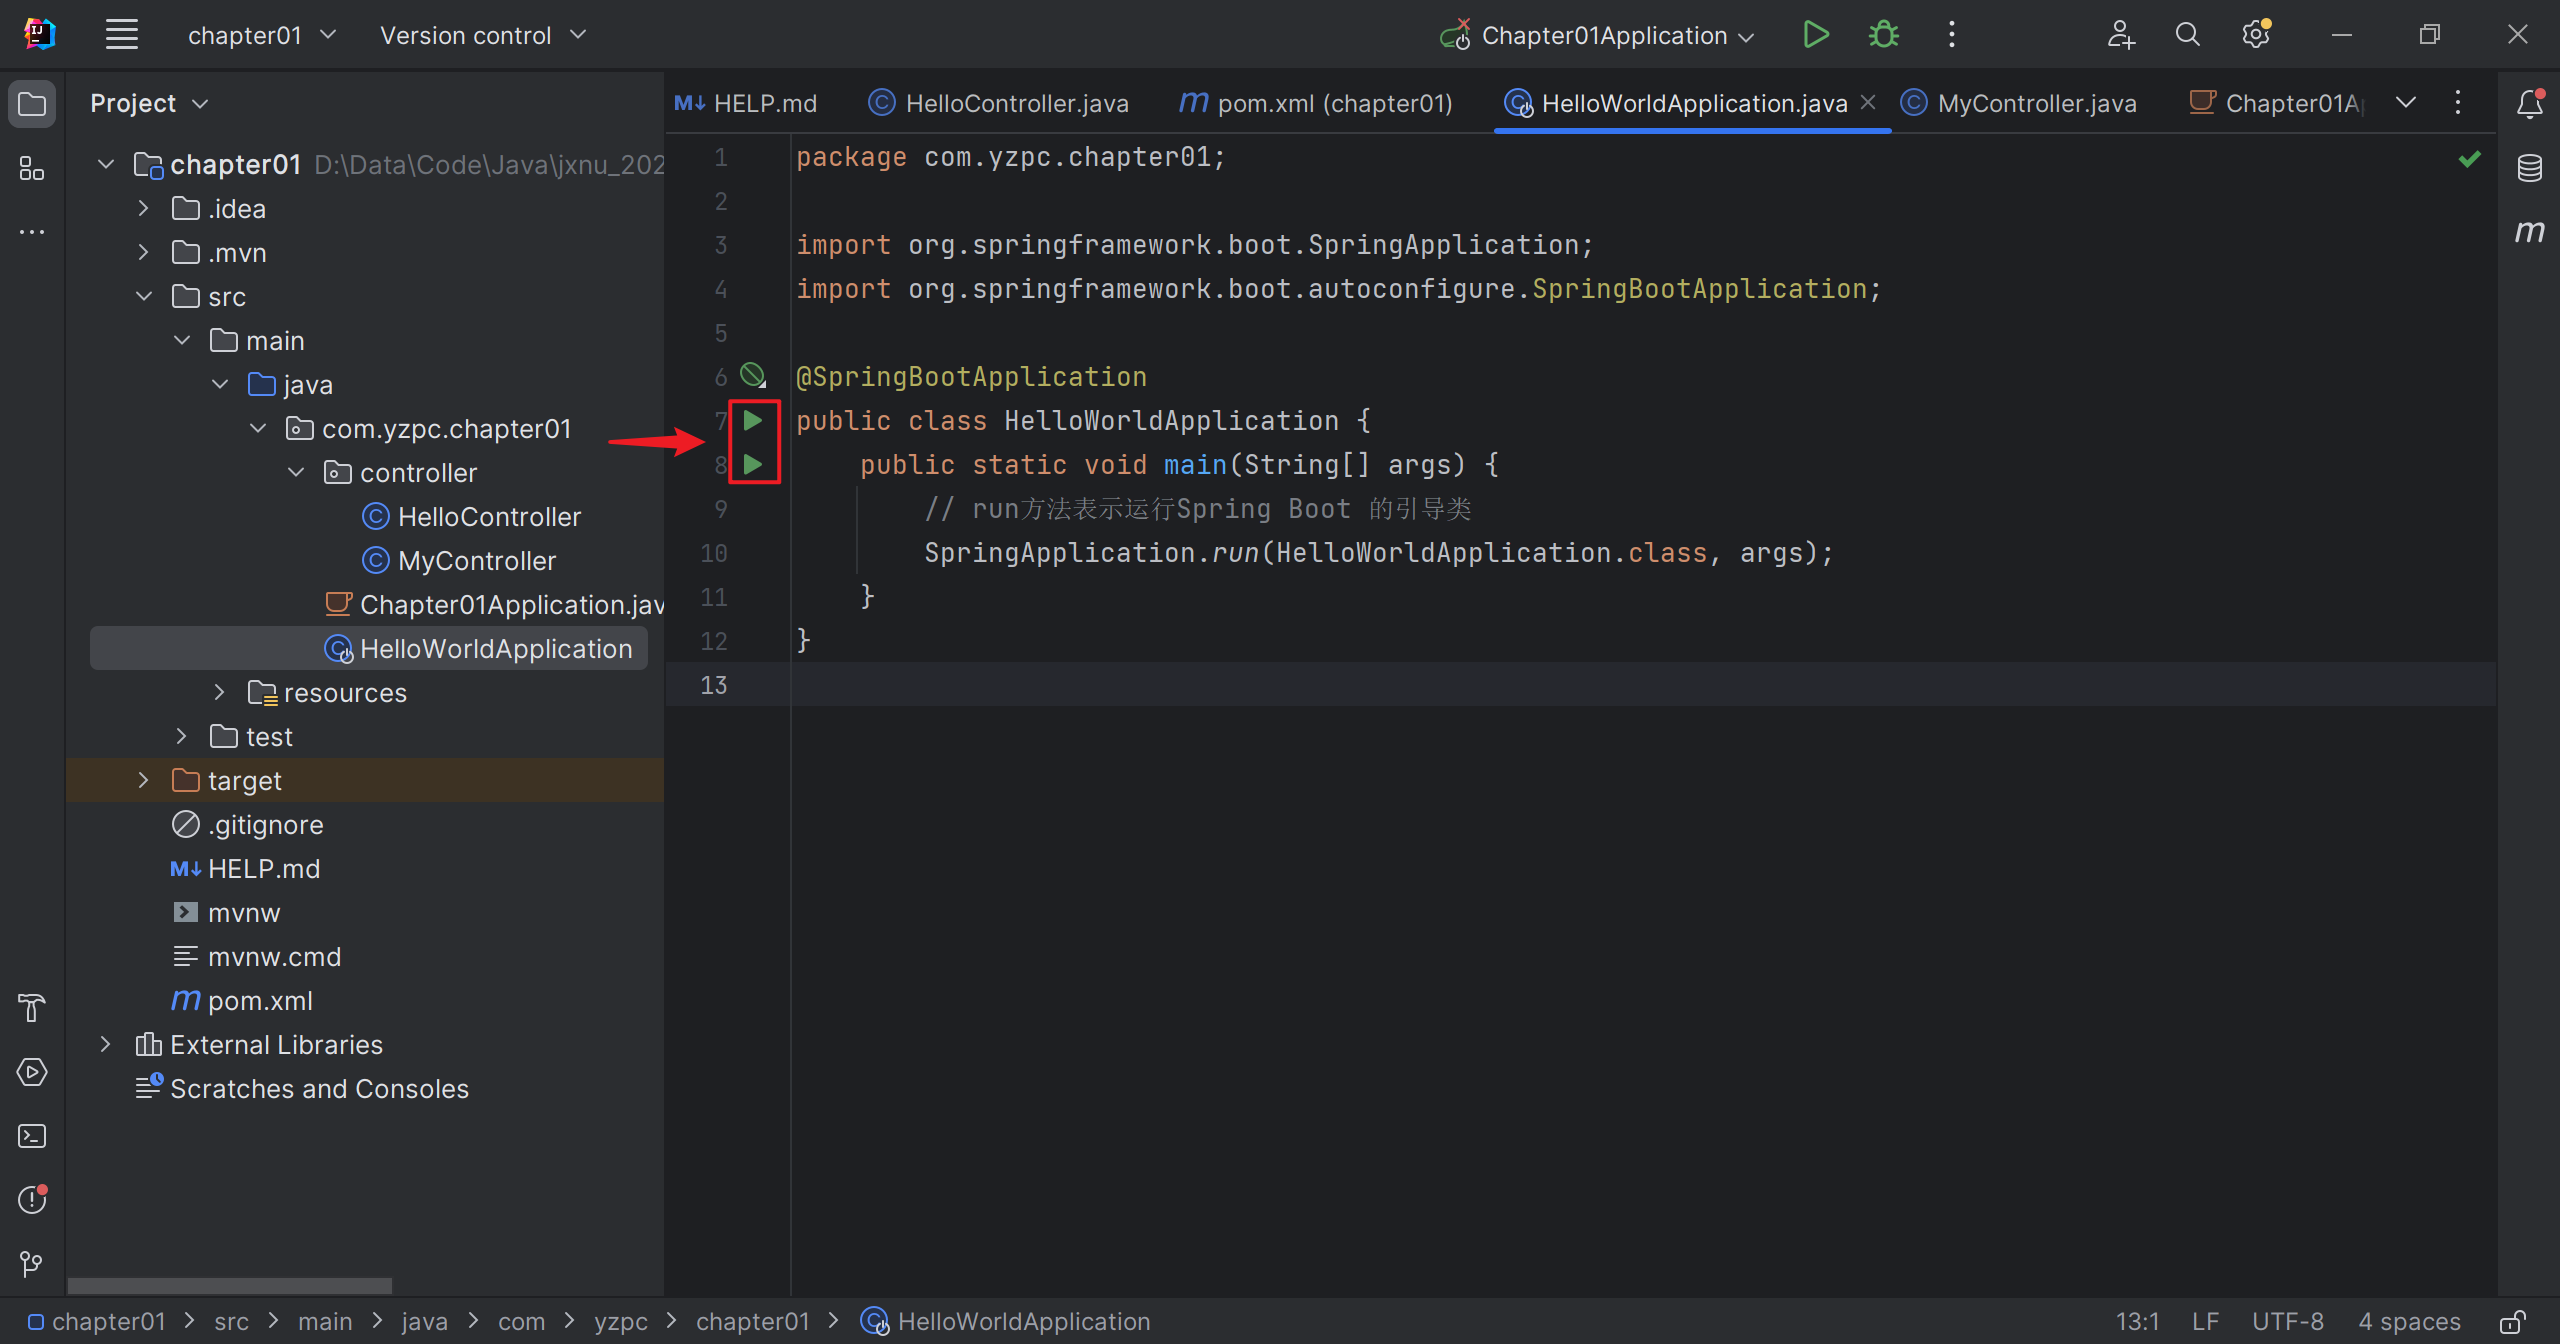 chapter01 Version control Chapter01Application
Project
chapter01 D:\Data\Code\Java\jxnu_202
.idea
.mvn
src
main
java
com.yzpc.chapter01
controller
HelloController
MyController
Chapter01Application.jav
HelloWorldApplication
resources
test
target
.gitignore
M↓ HELP.md
mvnw
mvnw.cmd
m pom.xml
External Libraries
Scratches and Consoles
M↓ HELP.md HelloController.java m pom.xml (chapter01) HelloWorldApplication.java MyController.java Chapter01Ap
1 package com.yzpc.chapter01;
2
3 import org.springframework.boot.SpringApplication;
4 import org.springframework.boot.autoconfigure.SpringBootApplication;
5
6 @SpringBootApplication
7 public class HelloWorldApplication {
8 public static void main(String[] args) {
9 // run方法表示运行Spring Boot 的引导类
10 SpringApplication.run(HelloWorldApplication.class, args);
11 }
12 }
13
m
chapter01 > src > main > java > com > yzpc > chapter01 > HelloWorldApplication 13:1 LF UTF-8 4 spaces